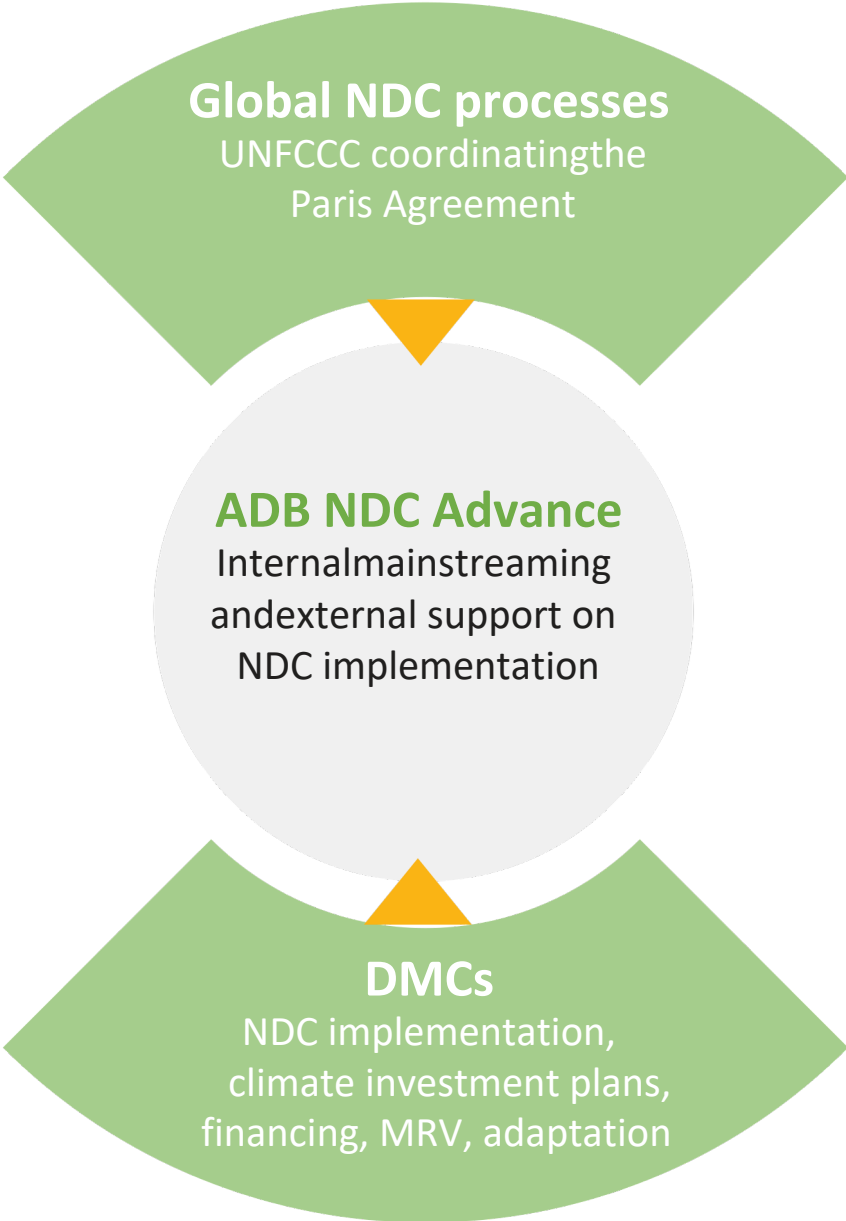 Global NDC processes
UNFCCC coordinatingthe
Paris Agreement
ADB NDC Advance
Internalmainstreaming
andexternal support on
NDC implementation
DMCs
NDC implementation,
climate investment plans,
financing, MRV, adaptation